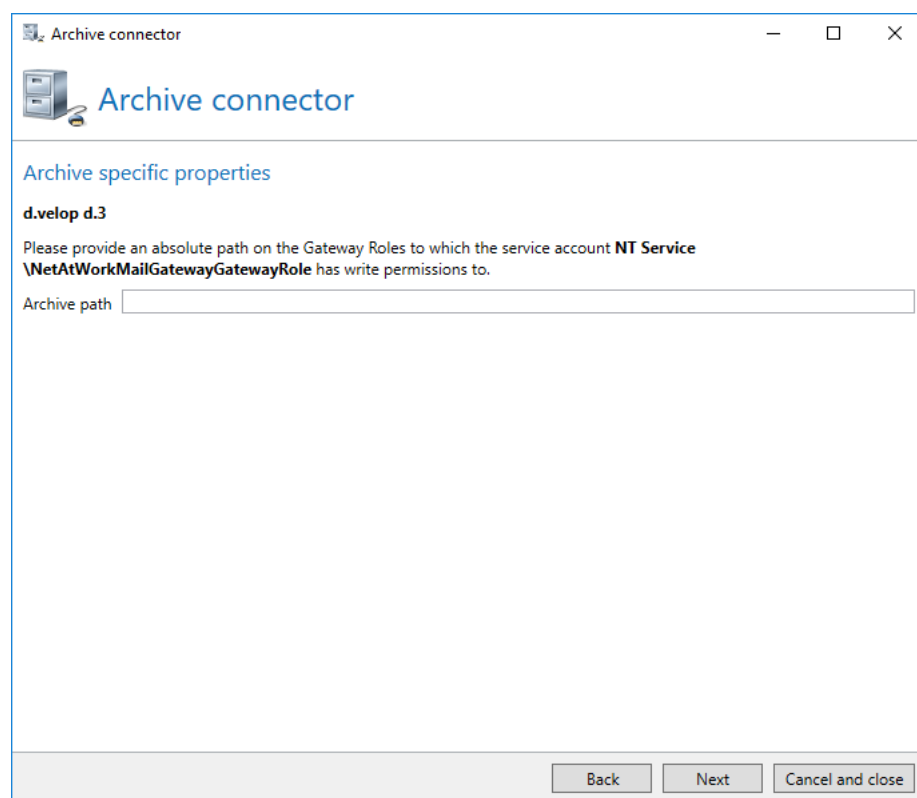 Archive connector
Archive connector
Archive specific properties
d.velop d.3
Please provide an absolute path on the Gateway Roles to which the service account NT Service
\NetAtWorkMailGatewayGatewayRole has write permissions to.
Archive path
Back Next Cancel and close